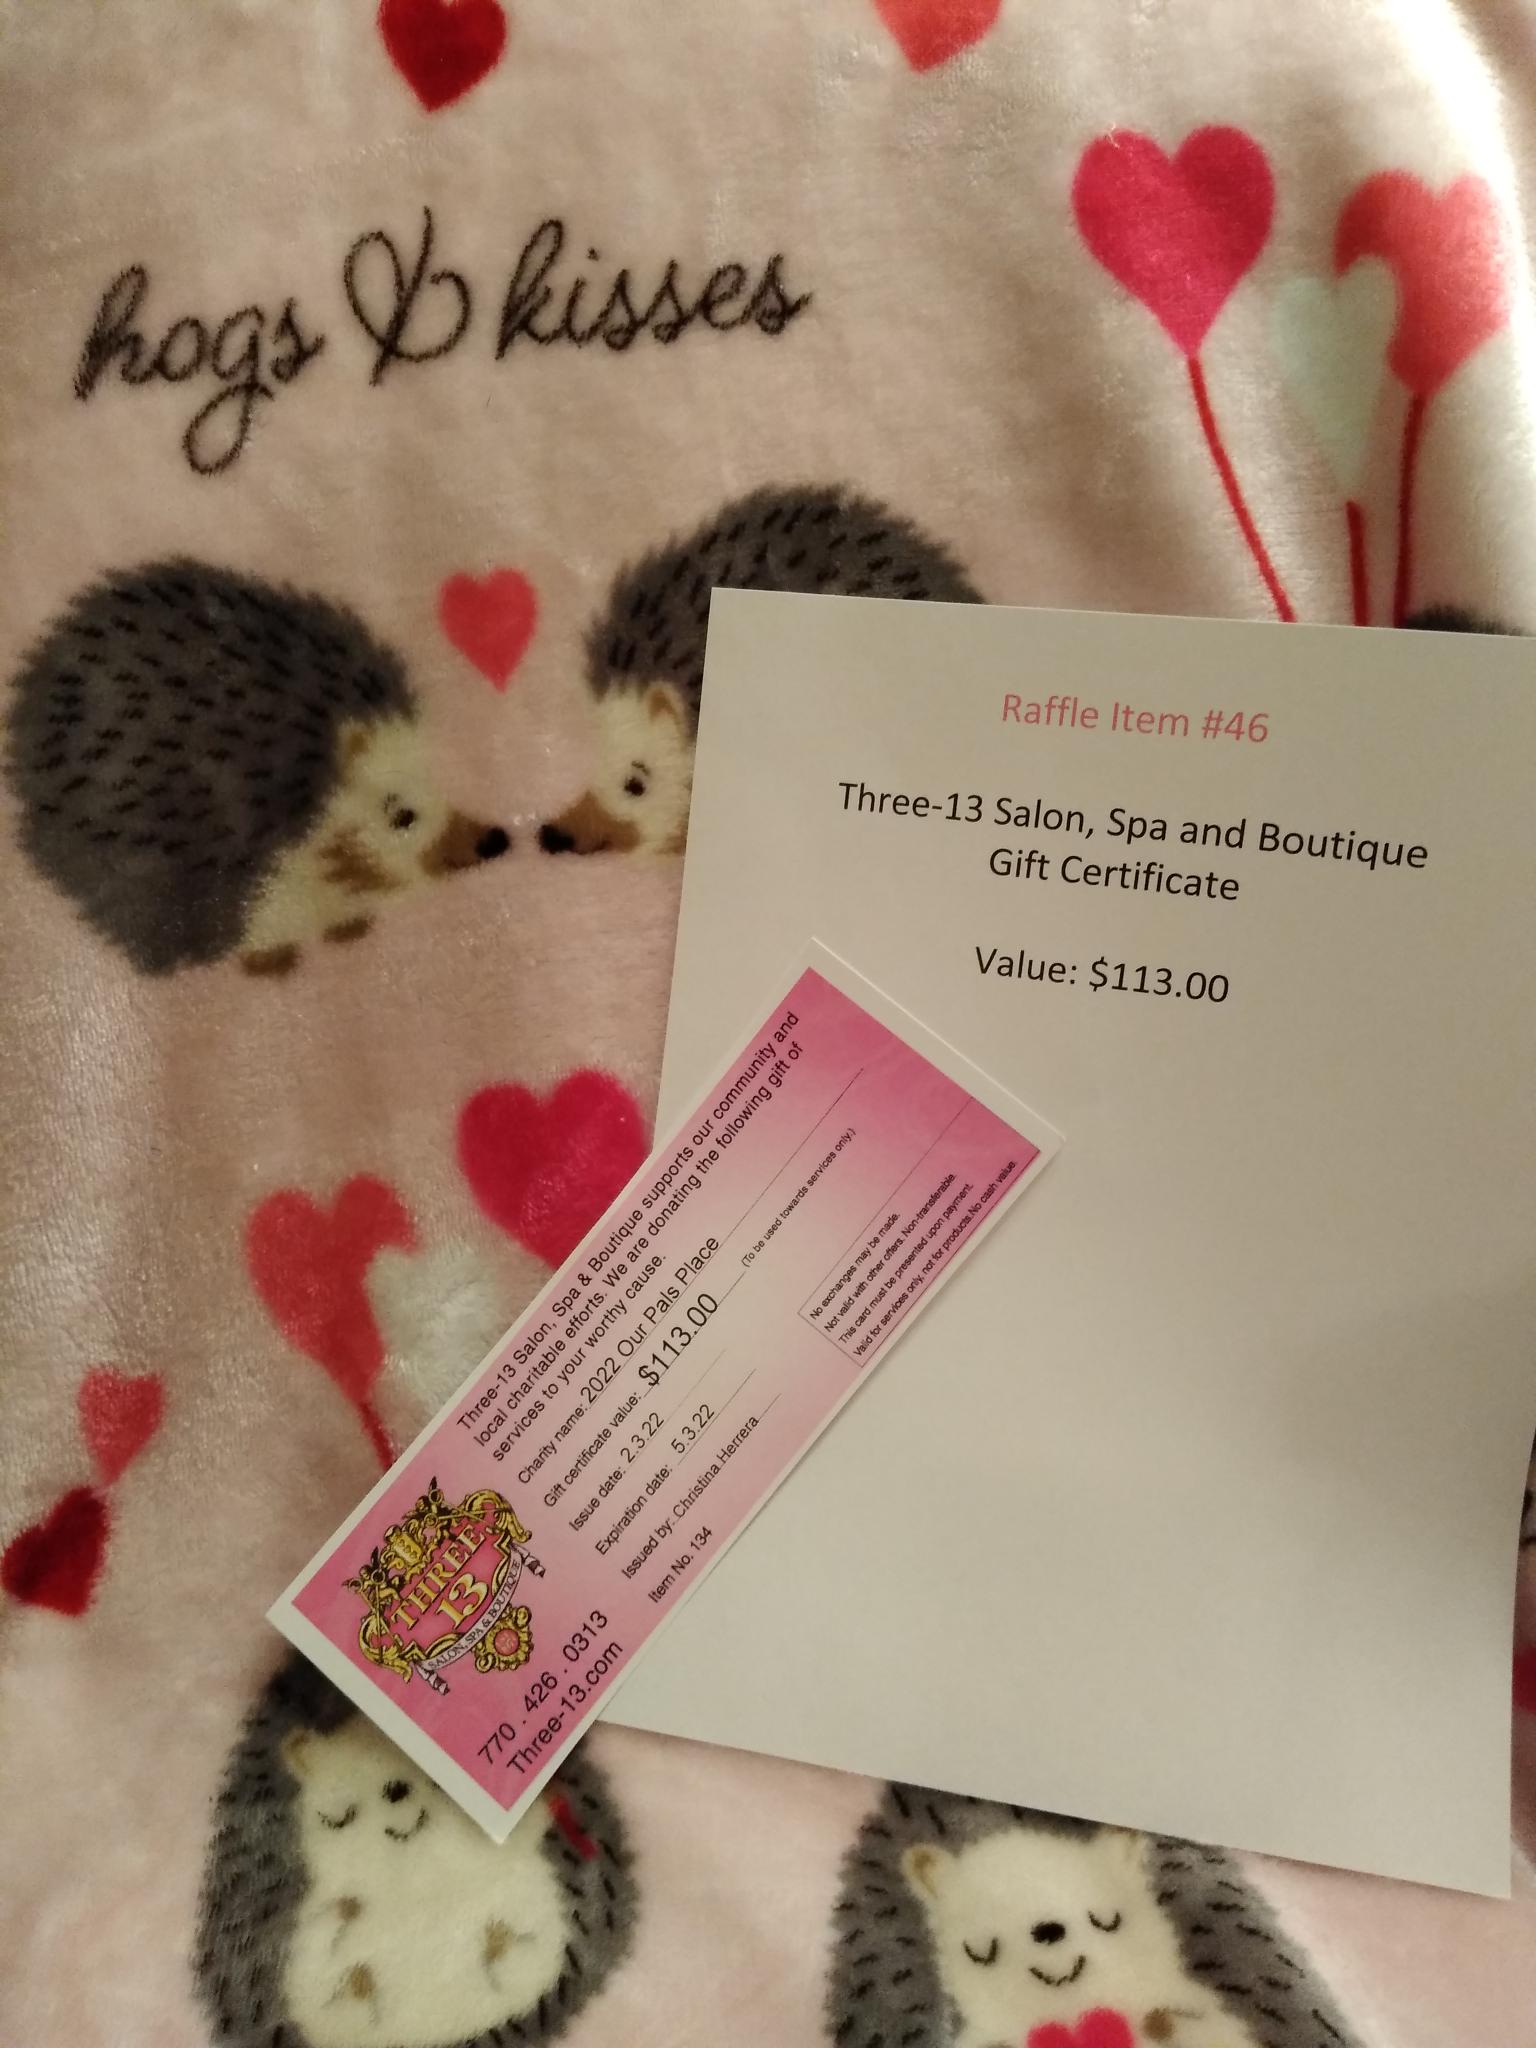 hogs & kisses
Raffle Item #46
Three-13 Salon, Spa and Boutique
Gift Certificate
Value: $113.00
Three-13 Salon, Spa & Boutique supports our community and
local charitable efforts. We are donating the following gift of
services to your worthy cause.
Charity name: 2022 Our Pals Place
Gift certificate value: $113.00 (To be used towards services only.)
Issue date: 2.3.22
Expiration date: 5.3.22
Issued by: Christina Herrera
Item No. 134
No exchanges may be made.
Not valid with other offers. Non-transferable.
This card must be presented upon payment.
Valid for services only, not for products. No cash value.
THREE
13
SALON, SPA & BOUTIQUE
770 . 426 . 0313
Three-13.com